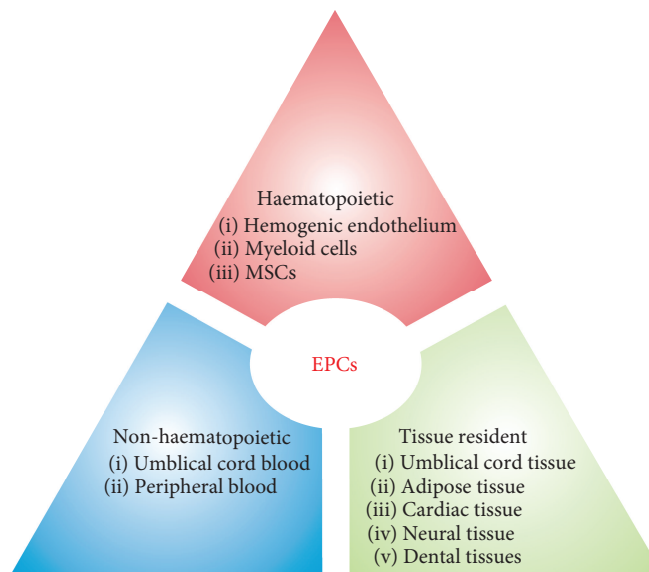 Haematopoietic
(i) Hemogenic endothelium
(ii) Myeloid cells
(iii) MSCs
EPCs
Non-haematopoietic
(i) Umblical cord blood
(ii) Peripheral blood
Tissue resident
(i) Umblical cord tissue
(ii) Adipose tissue
(iii) Cardiac tissue
(iv) Neural tissue
(v) Dental tissues